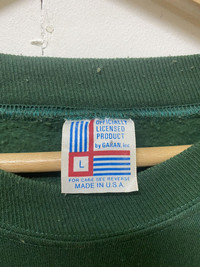 OFFICIALLY
LICENSED
PRODUCT
by GARAN, Inc.
L
FOR CARE SEE REVERSE
MADE IN U.S.A.